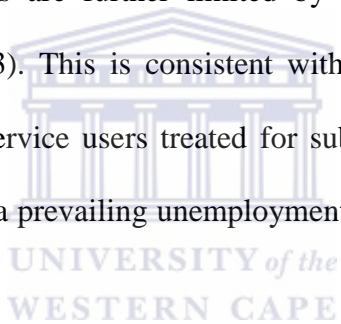 are further limited by
3). This is consistent with
ervice users treated for sub
a prevailing unemployment
UNIVERSITY of the
WESTERN CAPE